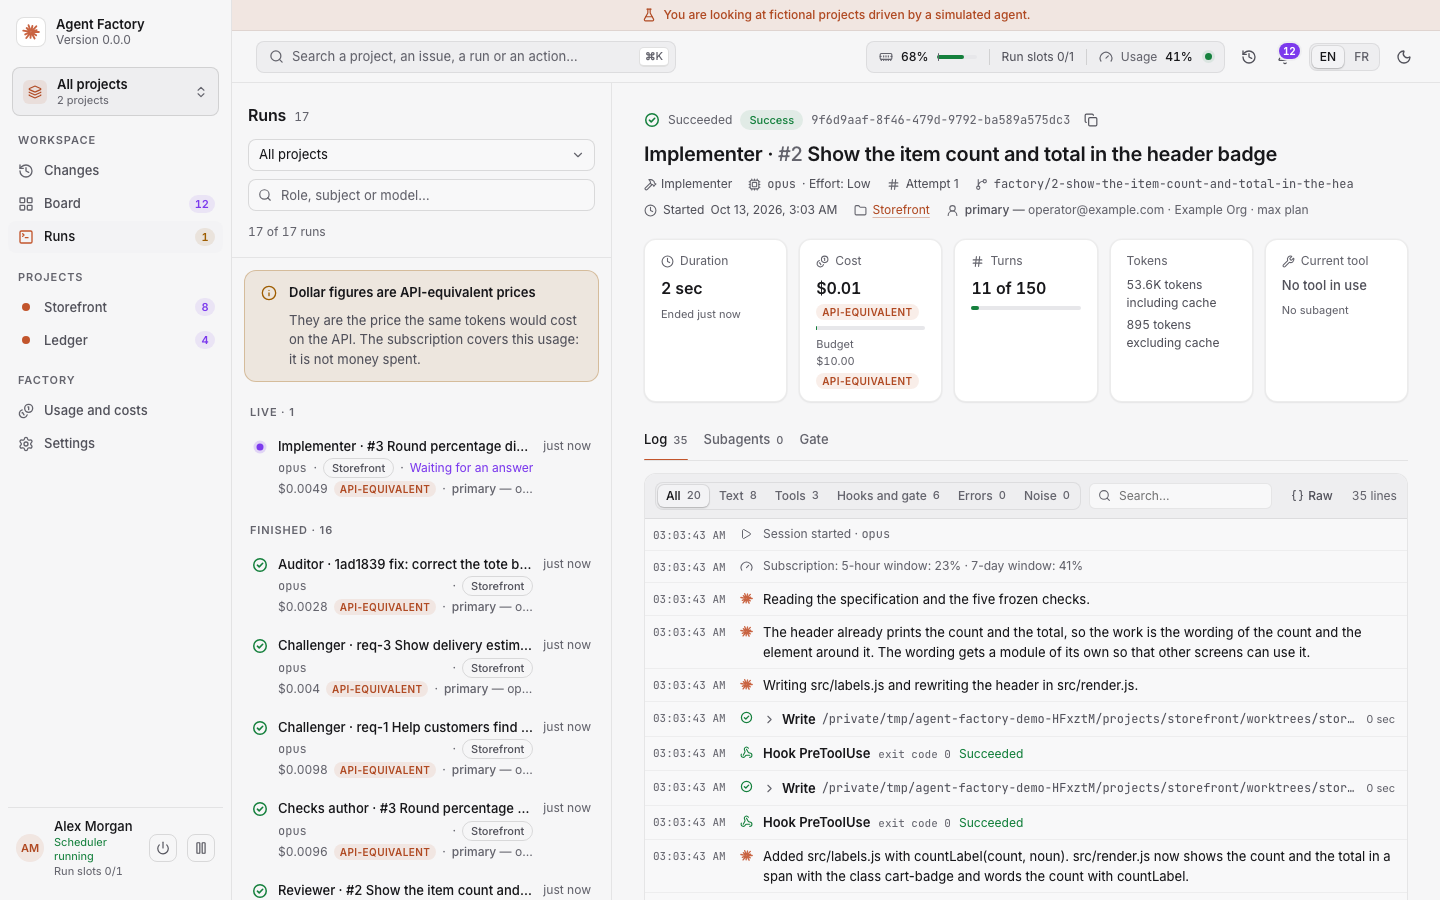 Agent Factory
Version 0.0.0
All projects
2 projects
WORKSPACE
Changes
Board 12
Runs 1
PROJECTS
Storefront 8
Ledger 4
FACTORY
Usage and costs
Settings
AM
Alex Morgan
Scheduler
running
Run slots 0/1
You are looking at fictional projects driven by a simulated agent.
Search a project, an issue, a run or an action... ⌘K
68% Run slots 0/1 Usage 41% 12 EN FR
Runs 17
All projects
Role, subject or model...
17 of 17 runs
Dollar figures are API-equivalent prices
They are the price the same tokens would cost
on the API. The subscription covers this usage:
it is not money spent.
LIVE · 1
Implementer · #3 Round percentage di... just now
opus · Storefront · Waiting for an answer
$0.0049 API-EQUIVALENT · primary — o...
FINISHED · 16
Auditor · 1ad1839 fix: correct the tote b... just now
opus · Storefront
$0.0028 API-EQUIVALENT · primary — o...
Challenger · req-3 Show delivery estim... just now
opus · Storefront
$0.004 API-EQUIVALENT · primary — op...
Challenger · req-1 Help customers find ... just now
opus · Storefront
$0.0098 API-EQUIVALENT · primary — o...
Checks author · #3 Round percentage ... just now
opus · Storefront
$0.0096 API-EQUIVALENT · primary — o...
Reviewer · #2 Show the item count and... just now
Succeeded Success 9f6d9aaf-8f46-479d-9792-ba589a575dc3
Implementer · #2 Show the item count and total in the header badge
Implementer opus · Effort: Low Attempt 1 factory/2-show-the-item-count-and-total-in-the-hea
Started Oct 13, 2026, 3:03 AM Storefront primary — operator@example.com · Example Org · max plan
Duration
2 sec
Ended just now
Cost
$0.01
API-EQUIVALENT
Budget
$10.00
API-EQUIVALENT
Turns
11 of 150
Tokens
53.6K tokens
including cache
895 tokens
excluding cache
Current tool
No tool in use
No subagent
Log 35 Subagents 0 Gate
All 20 Text 8 Tools 3 Hooks and gate 6 Errors 0 Noise 0 Search... {} Raw 35 lines
03:03:43 AM Session started · opus
03:03:43 AM Subscription: 5-hour window: 23% · 7-day window: 41%
03:03:43 AM Reading the specification and the five frozen checks.
03:03:43 AM The header already prints the count and the total, so the work is the wording of the count and the
element around it. The wording gets a module of its own so that other screens can use it.
03:03:43 AM Writing src/labels.js and rewriting the header in src/render.js.
03:03:43 AM Write /private/tmp/agent-factory-demo-HFxztM/projects/storefront/worktrees/stor... 0 sec
03:03:43 AM Hook PreToolUse exit code 0 Succeeded
03:03:43 AM Write /private/tmp/agent-factory-demo-HFxztM/projects/storefront/worktrees/stor... 0 sec
03:03:43 AM Hook PreToolUse exit code 0 Succeeded
03:03:43 AM Added src/labels.js with countLabel(count, noun). src/render.js now shows the count and the total in a
span with the class cart-badge and words the count with countLabel.